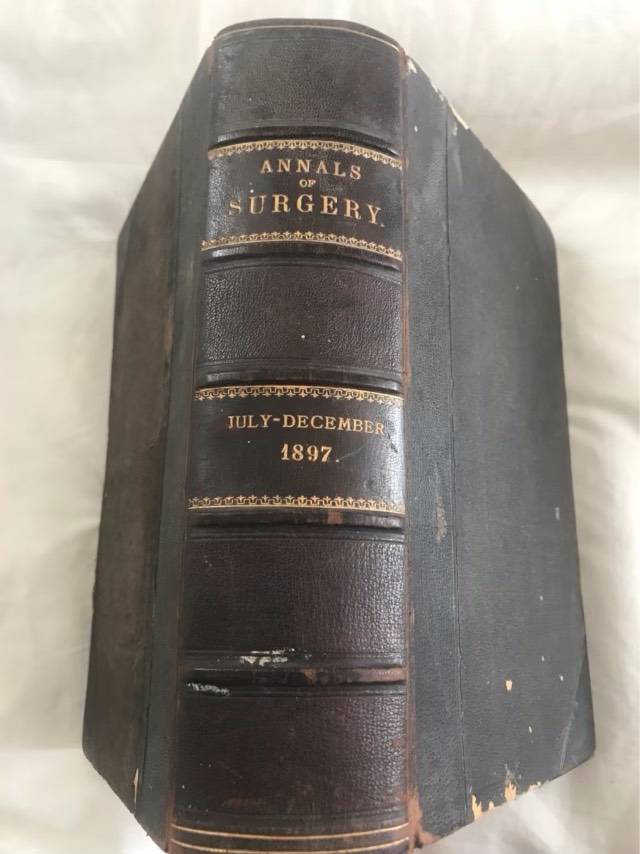 ANNALS
OF
SURGERY.
JULY-DECEMBER
1897.